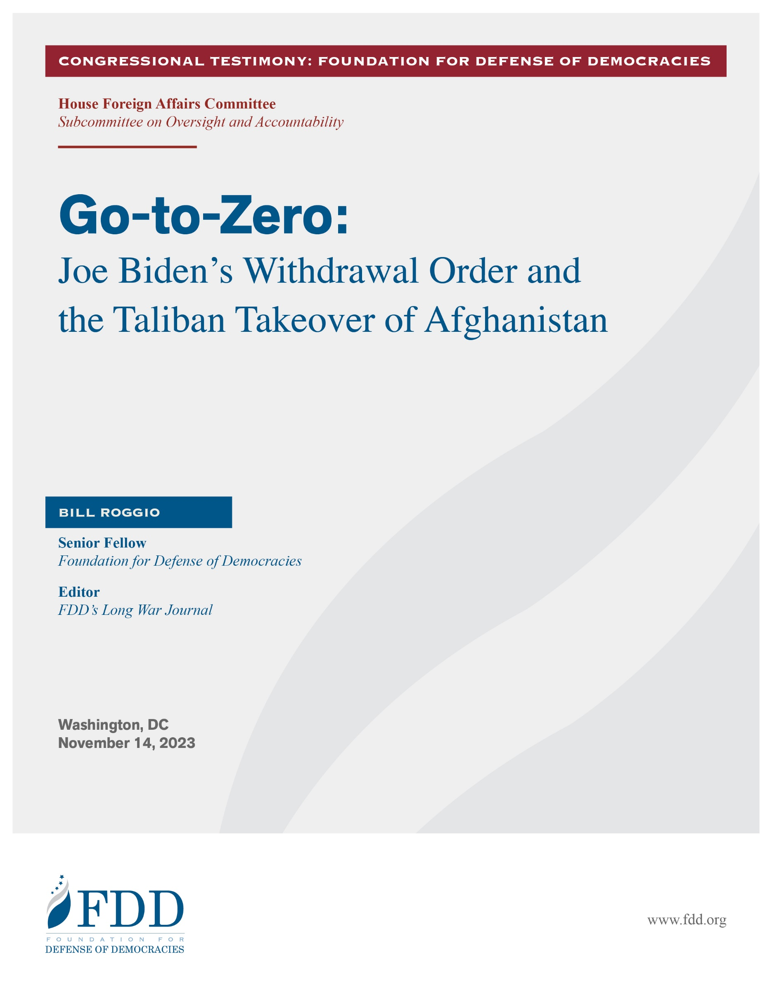 CONGRESSIONAL TESTIMONY: FOUNDATION FOR DEFENSE OF DEMOCRACIES
House Foreign Affairs Committee
Subcommittee on Oversight and Accountability
Go-to-Zero:
Joe Biden’s Withdrawal Order and
the Taliban Takeover of Afghanistan
BILL ROGGIO
Senior Fellow
Foundation for Defense of Democracies
Editor
FDD’s Long War Journal
Washington, DC
November 14, 2023
FDD
FOUNDATION FOR
DEFENSE OF DEMOCRACIES
www.fdd.org